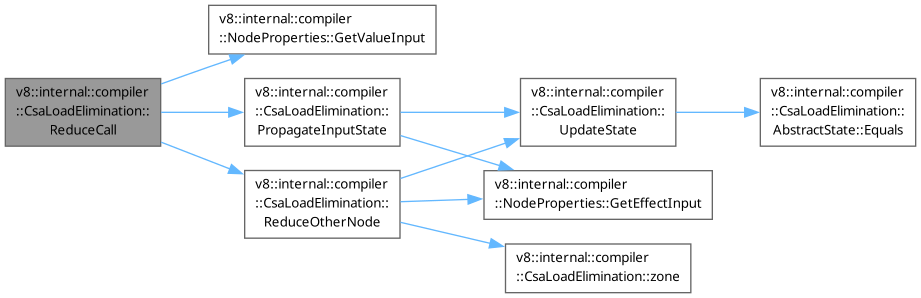 v8::internal::compiler
::NodeProperties::GetValueInput
v8::internal::compiler
::CsaLoadElimination::
ReduceCall
v8::internal::compiler
::CsaLoadElimination::
PropagateInputState
v8::internal::compiler
::CsaLoadElimination::
UpdateState
v8::internal::compiler
::CsaLoadElimination::
AbstractState::Equals
v8::internal::compiler
::CsaLoadElimination::
ReduceOtherNode
v8::internal::compiler
::NodeProperties::GetEffectInput
v8::internal::compiler
::CsaLoadElimination::zone